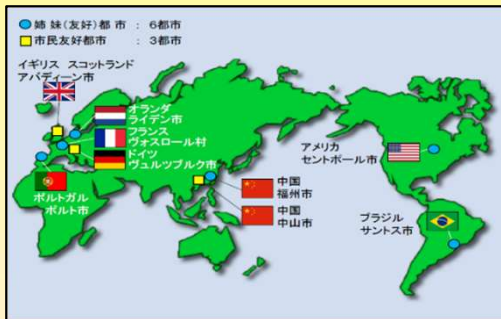 姉妹(友好)都市 : 6都市
市民友好都市 : 3都市
イギリス スコットランド
アバディーン市
オランダ
ライデン市
フランス
ヴォスロール村
ドイツ
ヴュルツブルク市
ポルトガル
ポルト市
中国
福州市
中国
中山市
アメリカ
セントポール市
ブラジル
サントス市